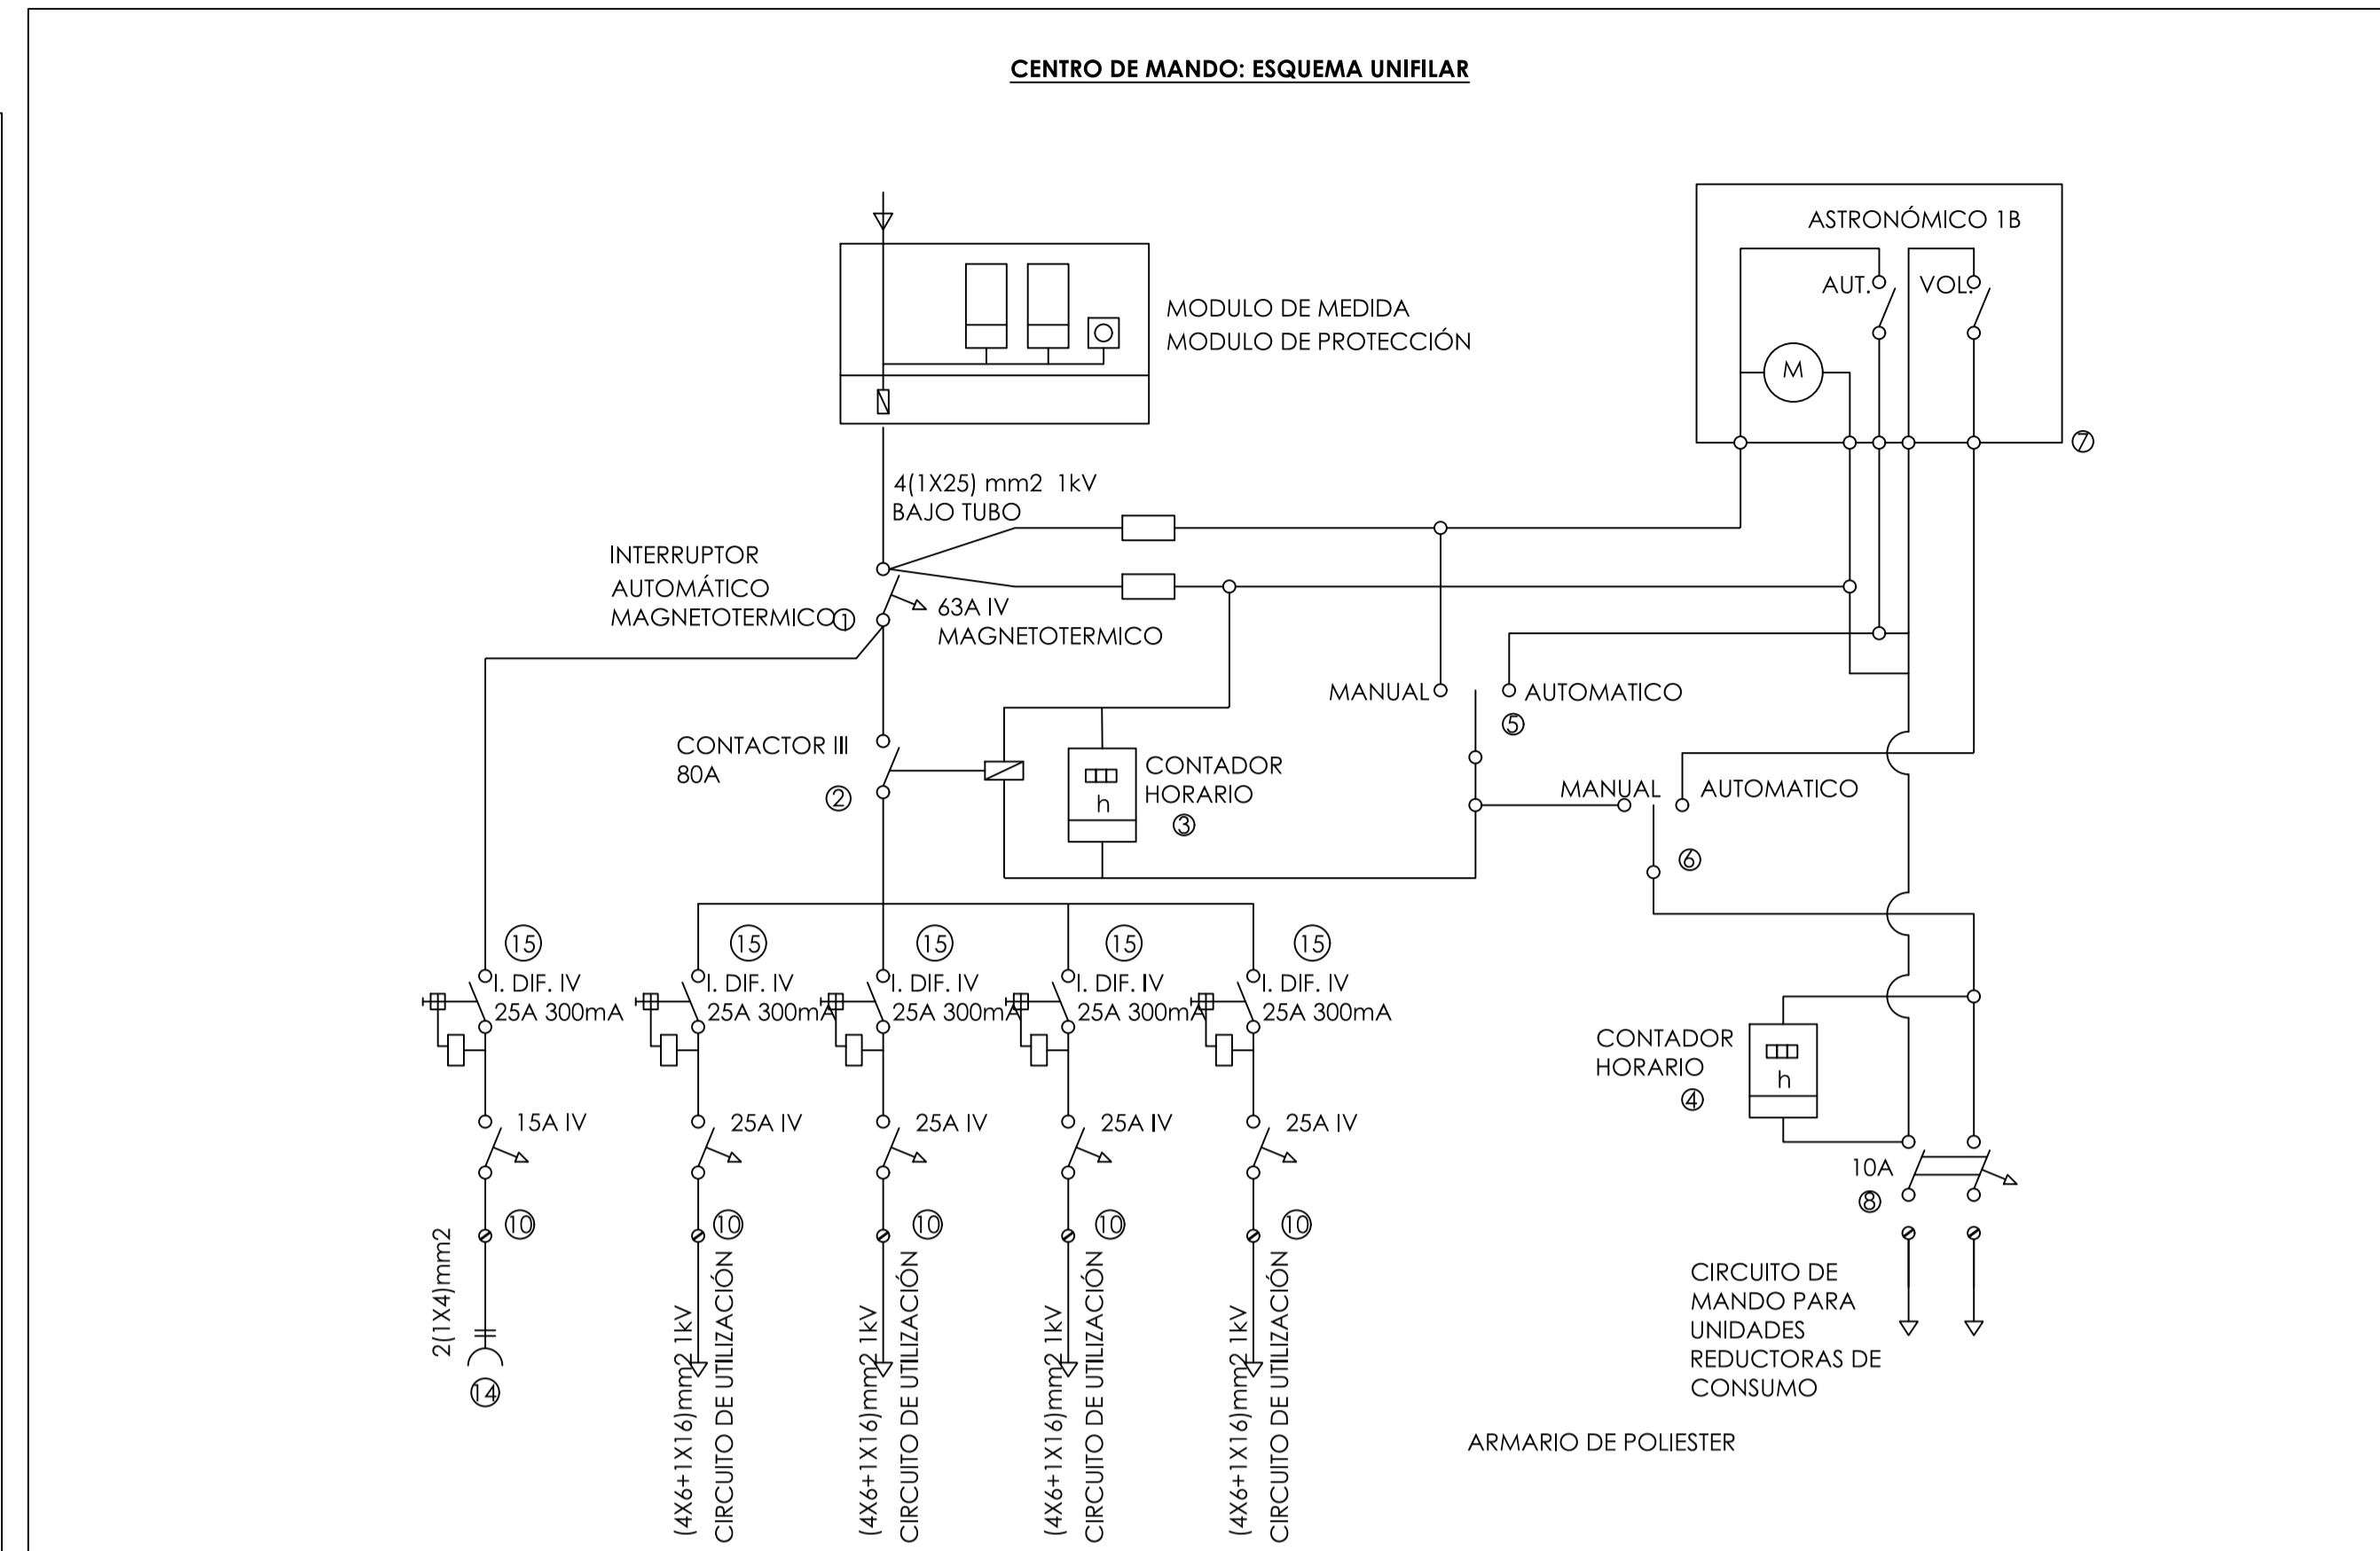 CENTRO DE MANDO: ESQUEMA UNIFILAR
ASTRONÓMICO 1B
AUT.
VOL.
M
7
MODULO DE MEDIDA
MODULO DE PROTECCIÓN
4(1X25) mm2 1kV
BAJO TUBO
INTERRUPTOR
AUTOMÁTICO
MAGNETOTERMICO
1
63A IV
MAGNETOTERMICO
MANUAL
AUTOMATICO
5
CONTACTOR III
80A
2
h
CONTADOR
HORARIO
3
MANUAL
AUTOMATICO
6
15
I. DIF. IV
25A 300mA
15
I. DIF. IV
25A 300mA
15
I. DIF. IV
25A 300mA
15
I. DIF. IV
25A 300mA
15
I. DIF. IV
25A 300mA
CONTADOR
HORARIO
4
h
15A IV
25A IV
25A IV
25A IV
25A IV
10A
8
10
10
10
10
10
2(1X4)mm2
14
(4X6+1X16)mm2 1kV
CIRCUITO DE UTILIZACIÓN
(4X6+1X16)mm2 1kV
CIRCUITO DE UTILIZACIÓN
(4X6+1X16)mm2 1kV
CIRCUITO DE UTILIZACIÓN
(4X6+1X16)mm2 1kV
CIRCUITO DE UTILIZACIÓN
CIRCUITO DE
MANDO PARA
UNIDADES
REDUCTORAS DE
CONSUMO
ARMARIO DE POLIESTER